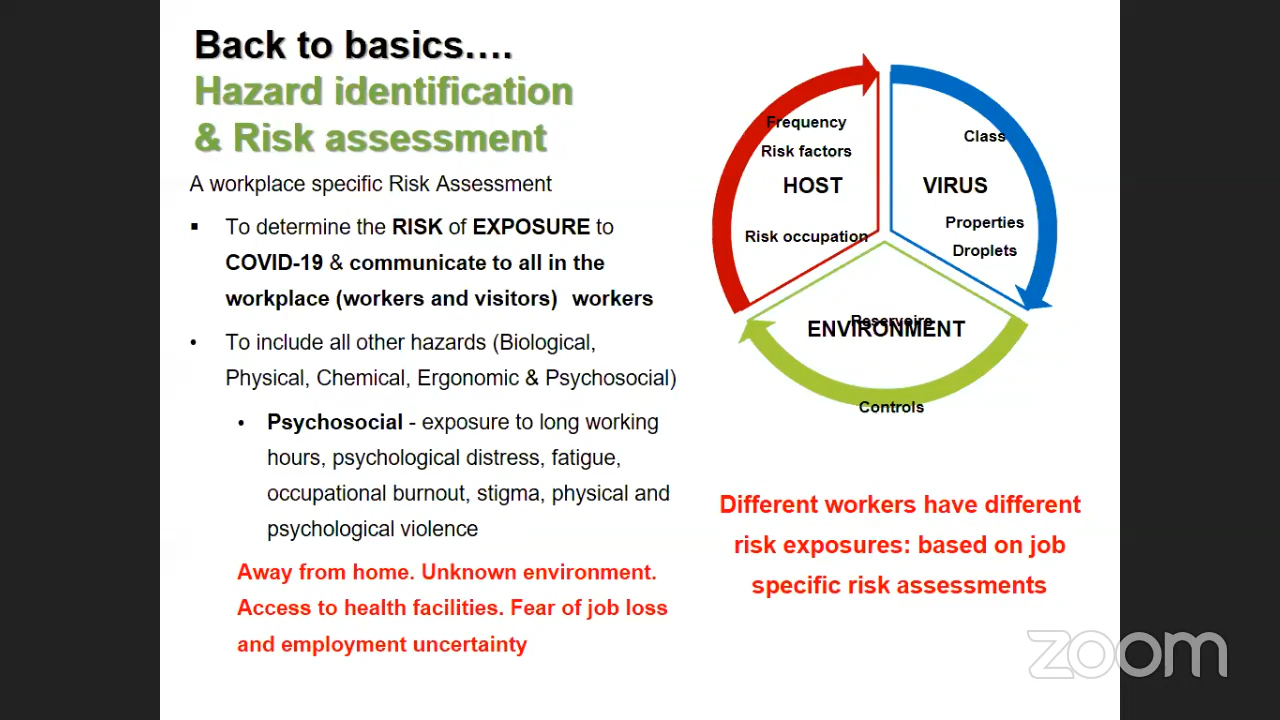 Back to basics….
Hazard identification
& Risk assessment
A workplace specific Risk Assessment
▪ To determine the RISK of EXPOSURE to
COVID-19 & communicate to all in the
workplace (workers and visitors) workers
• To include all other hazards (Biological,
Physical, Chemical, Ergonomic & Psychosocial)
• Psychosocial - exposure to long working
hours, psychological distress, fatigue,
occupational burnout, stigma, physical and
psychological violence
Away from home. Unknown environment.
Access to health facilities. Fear of job loss
and employment uncertainty
Frequency
Risk factors
HOST
Risk occupation
Class
VIRUS
Properties
Droplets
Reservoirs
ENVIRONMENT
Controls
Different workers have different
risk exposures: based on job
specific risk assessments
zoom